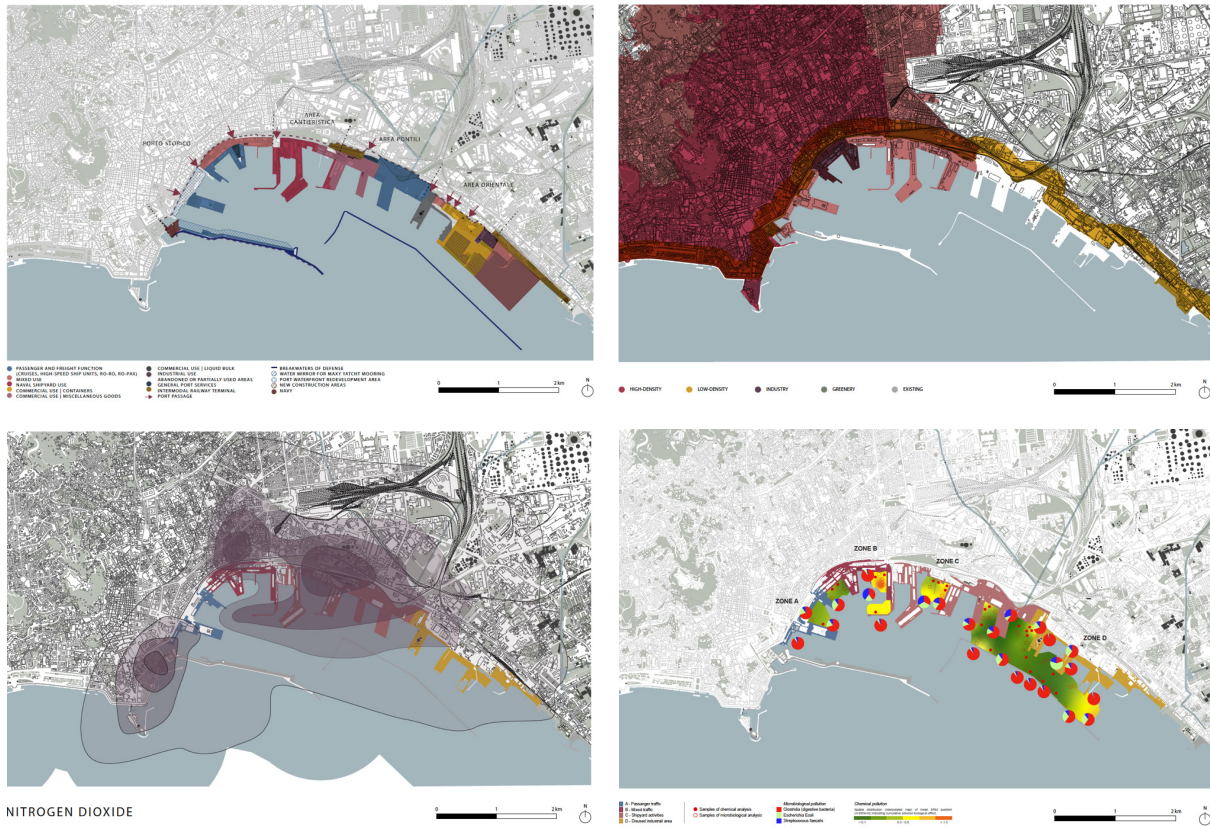 PORTO STORICO
AREA
CANTIERISTICA
AREA PONTILI
AREA ORIENTALE
PASSENGER AND FREIGHT FUNCTION
(CRUISES, HIGH-SPEED SHIP UNITS, RO-RO, RO-PAX)
MIXED USE
NAVAL SHIPYARD USE
COMMERCIAL USE | CONTAINERS
COMMERCIAL USE | MISCELLANEOUS GOODS
COMMERCIAL USE | LIQUID BULK
INDUSTRIAL USE
ABANDONED OR PARTIALLY USED AREAS
GENERAL PORT SERVICES
INTERMODAL RAILWAY TERMINAL
PORT PASSAGE
BREAKWATERS OF DEFENSE
WATER MIRROR FOR MAXY YATCHT MOORING
PORT WATERFRONT REDEVELOPMENT AREA
NEW CONSTRUCTION AREAS
NAVY
0 1 2 km
N
HIGH-DENSITY
LOW-DENSITY
INDUSTRY
GREENERY
EXISTING
0 1 2 km
N
NITROGEN DIOXIDE
0 1 2 km
N
ZONE A
ZONE B
ZONE C
ZONE D
A - Passenger traffic
B - Mixed traffic
C - Shipyard activities
D - Disused industrial area
Samples of chemical analysis
Samples of microbiological analysis
Microbiological pollution
Clostridia (digestive bacteria)
Escherichia Escoli
Streptococcus faecalis
Chemical pollution
0 1 2 km
N